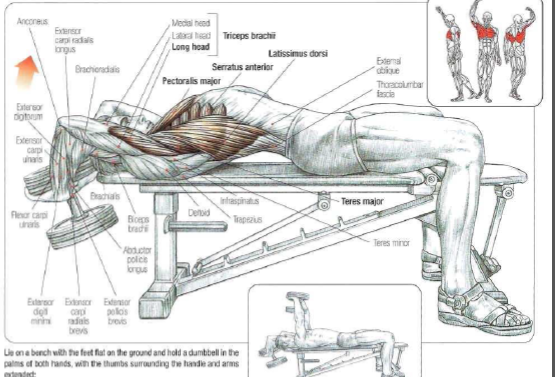 Anconeus
Extensor
carpi radialis
longus
Brachioradialis
Extensor
digitorum
Extensor
carpi
ulnaris
Flexor carpi
ulnaris
Medial head
Lateral head
Long head
Triceps brachii
Latissimus dorsi
Serratus anterior
Pectoralis major
External
oblique
Thoracolumbar
fascia
Brachialis
Biceps
brachii
Abductor
pollicis
longus
Infraspinatus
Deltoid
Trapezius
Teres major
Teres minor
Extensor
digiti
minimi
Extensor
carpi
radialis
brevis
Extensor
pollicis
brevis
Lie on a bench with the feet flat on the ground and hold a dumbbell in the
palms of both hands, with the thumbs surrounding the handle and arms
extended: